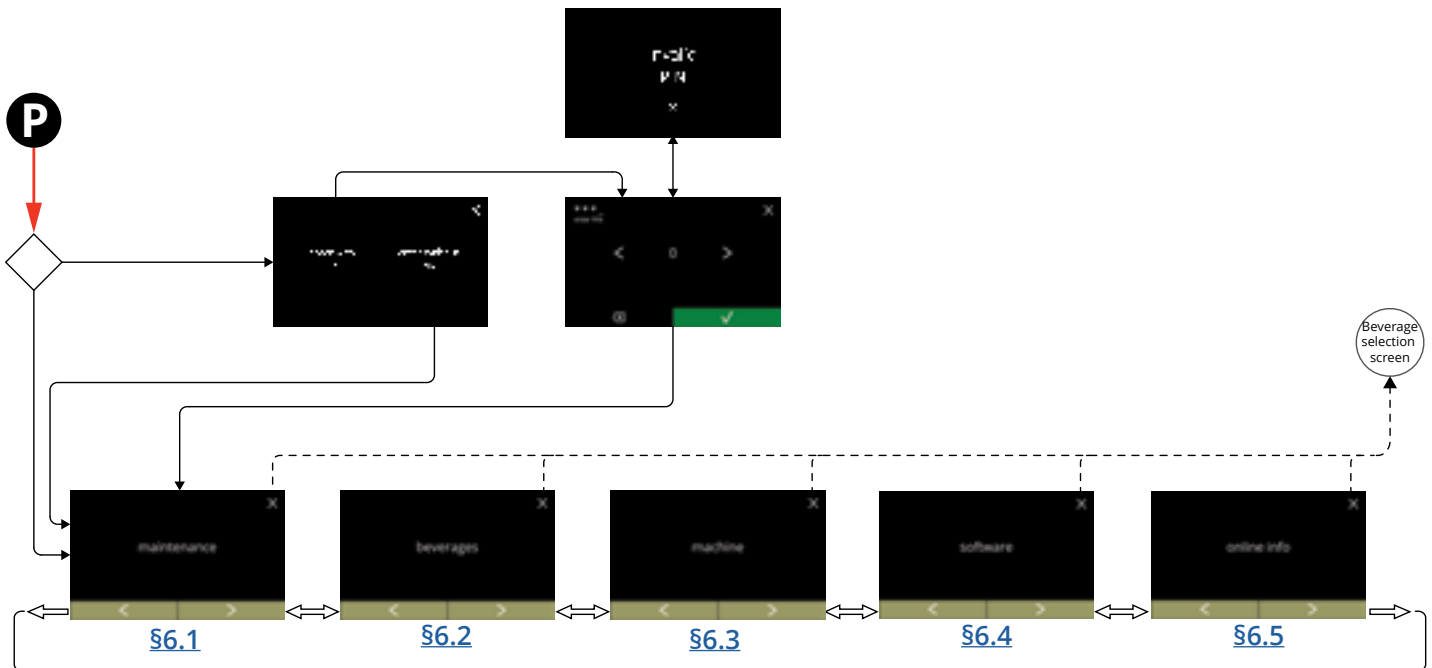 P
Beverage
selection
screen
0
maintenance
beverages
machine
software
online info
§6.1
§6.2
§6.3
§6.4
§6.5